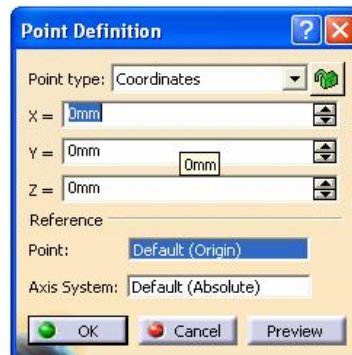 Point Definition
?
Point type: Coordinates
X = 0mm
Y = 0mm
0mm
Z = 0mm
Reference
Point: Default (Origin)
Axis System: Default (Absolute)
OK Cancel Preview